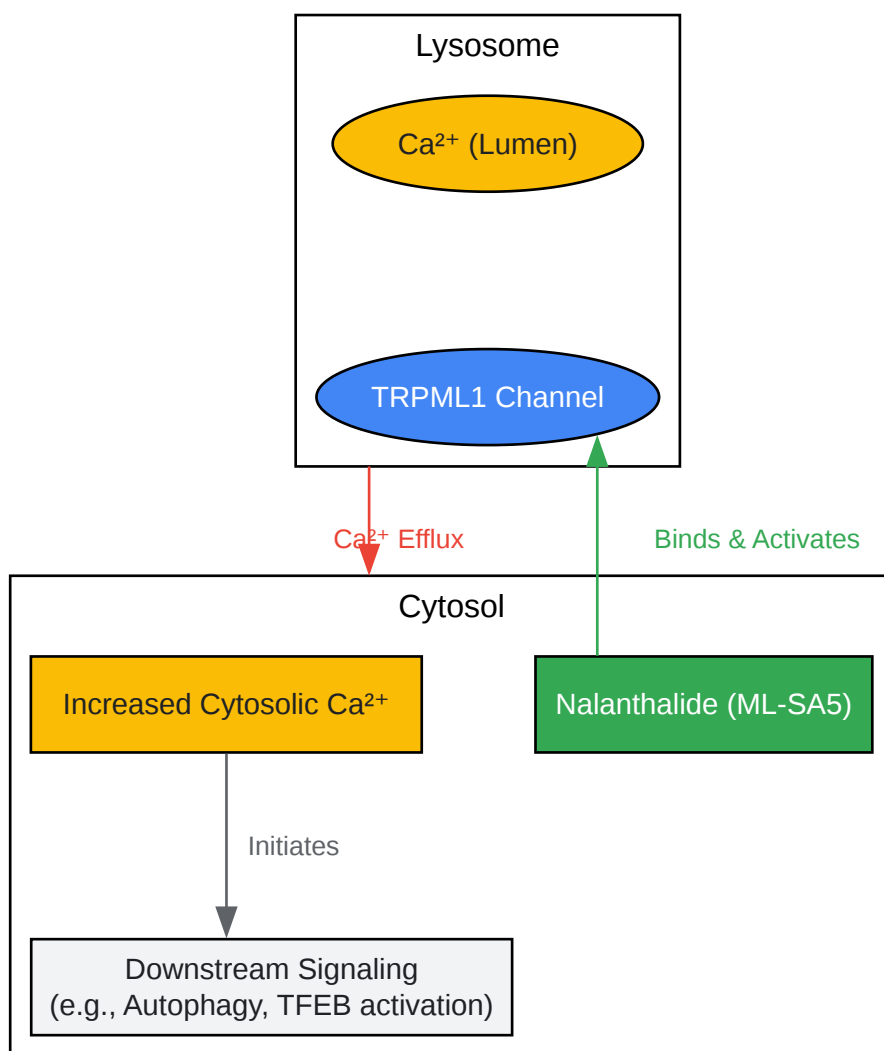 Lysosome
Ca²⁺ (Lumen)
TRPML1 Channel
Ca²⁺ Efflux
Binds & Activates
Cytosol
Increased Cytosolic Ca²⁺
Nalanthalide (ML-SA5)
Initiates
Downstream Signaling
(e.g., Autophagy, TFEB activation)